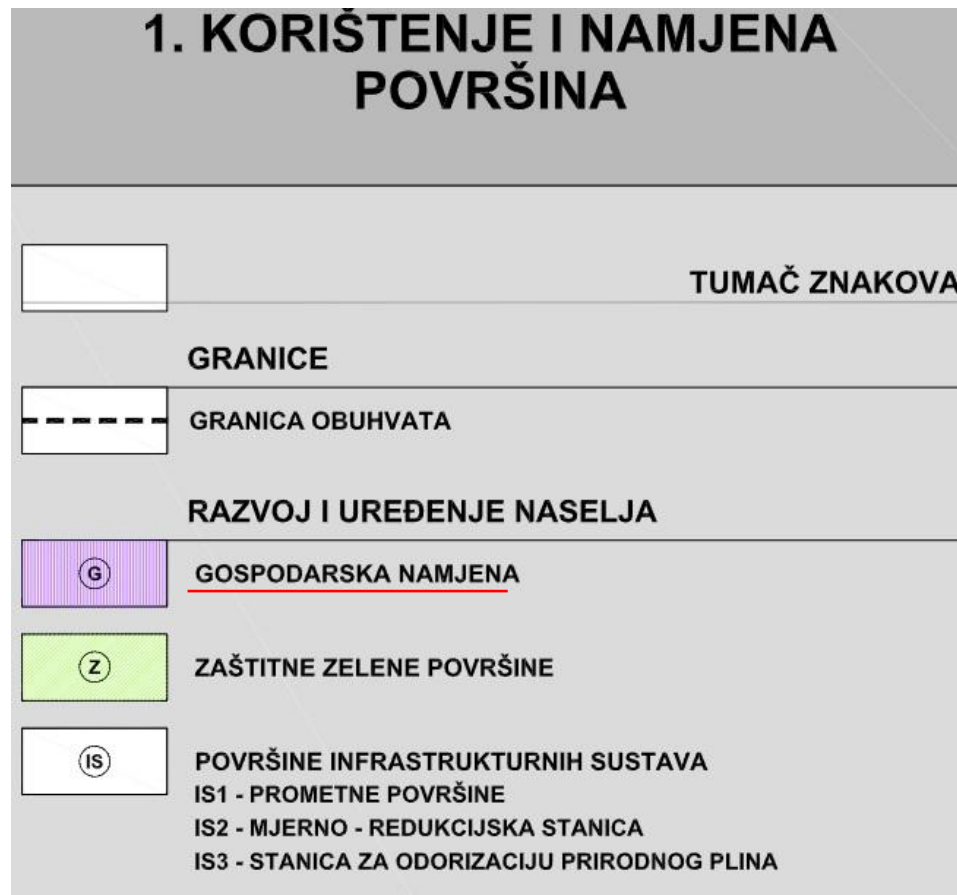 1. KORIŠTENJE I NAMJENA
POVRŠINA
TUMAČ ZNAKOVA
GRANICE
GRANICA OBUHVATA
RAZVOJ I UREĐENJE NASELJA
G GOSPODARSKA NAMJENA
Z ZAŠTITNE ZELENE POVRŠINE
IS POVRŠINE INFRASTRUKTURNIH SUSTAVA
IS1 - PROMETNE POVRŠINE
IS2 - MJERNO - REDUKCIJSKA STANICA
IS3 - STANICA ZA ODORIZACIJU PRIRODNOG PLINA